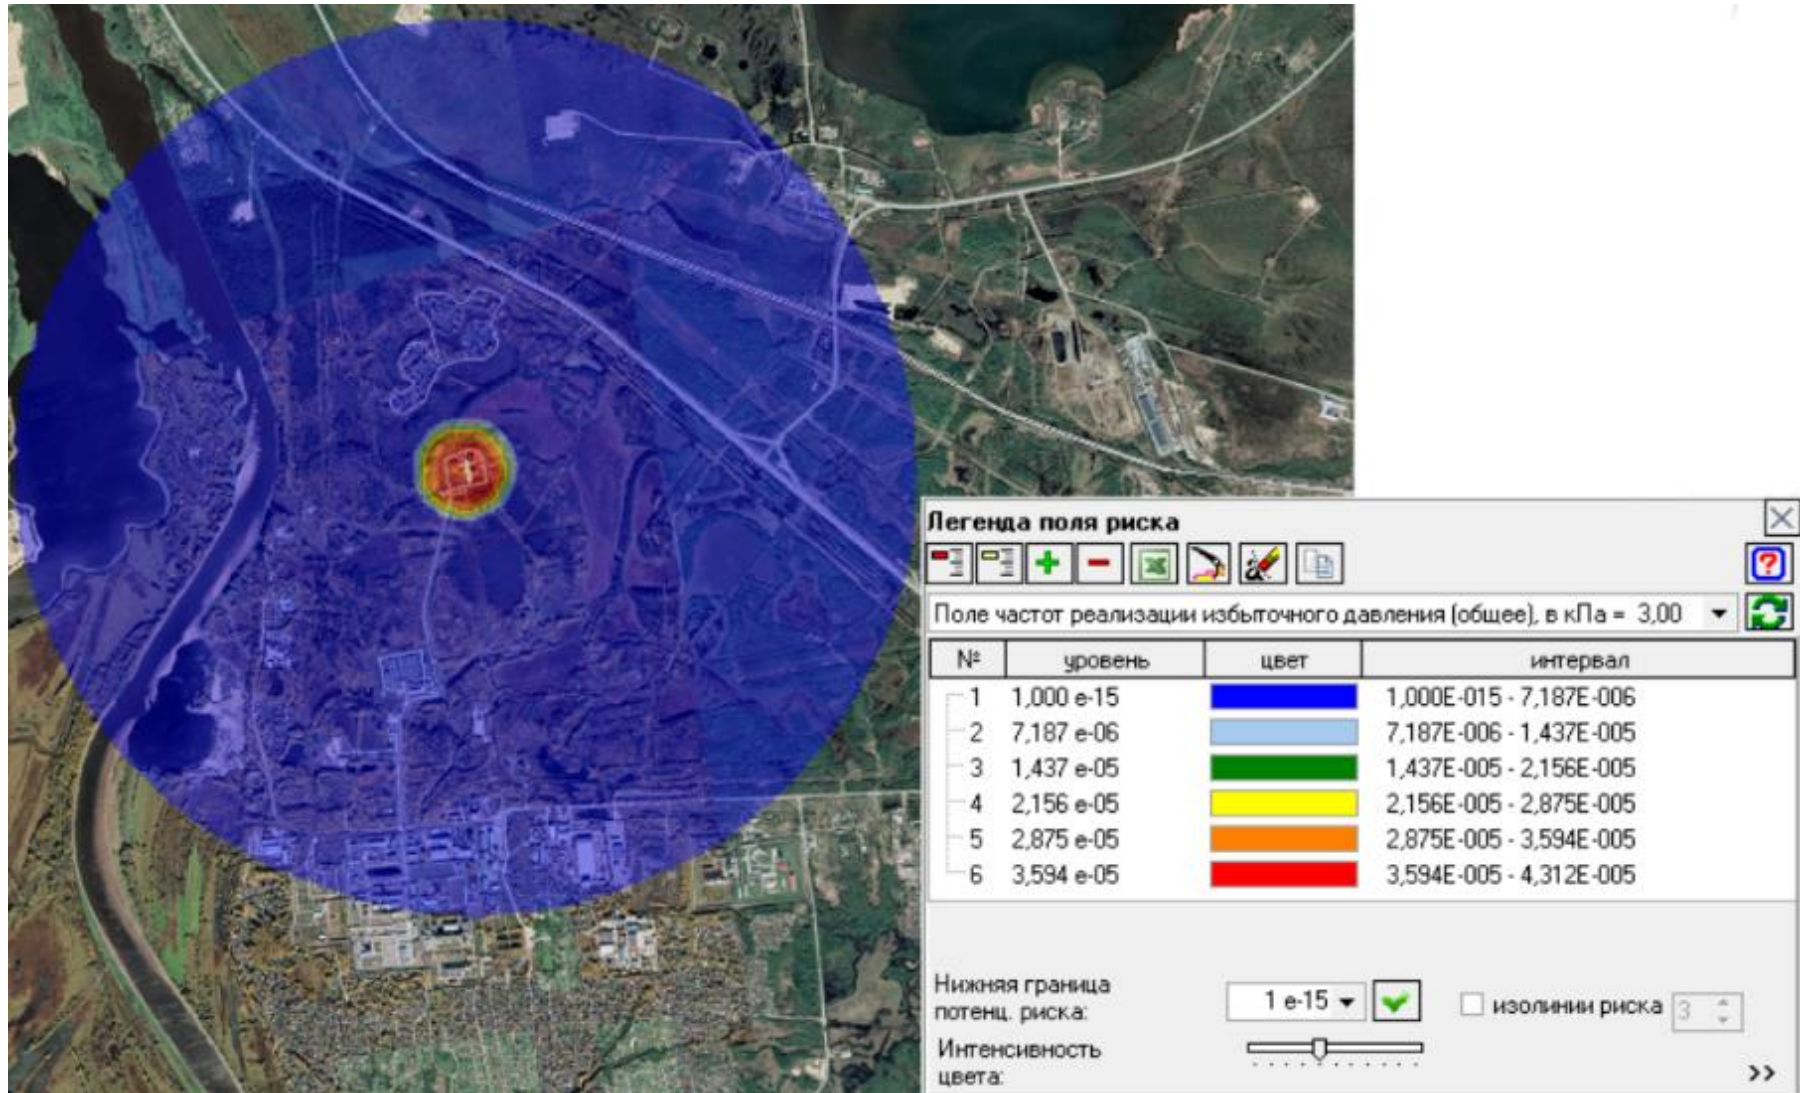 Легенда поля риска
Поле частот реализации избыточного давления (общее), в кПа = 3,00
№ уровень цвет интервал
1 1,000 e-15 1,000E-015 - 7,187E-006
2 7,187 e-06 7,187E-006 - 1,437E-005
3 1,437 e-05 1,437E-005 - 2,156E-005
4 2,156 e-05 2,156E-005 - 2,875E-005
5 2,875 e-05 2,875E-005 - 3,594E-005
6 3,594 e-05 3,594E-005 - 4,312E-005
Нижняя граница
потенц. риска: 1 e-15 изолинии риска 3
Интенсивность
цвета: >>